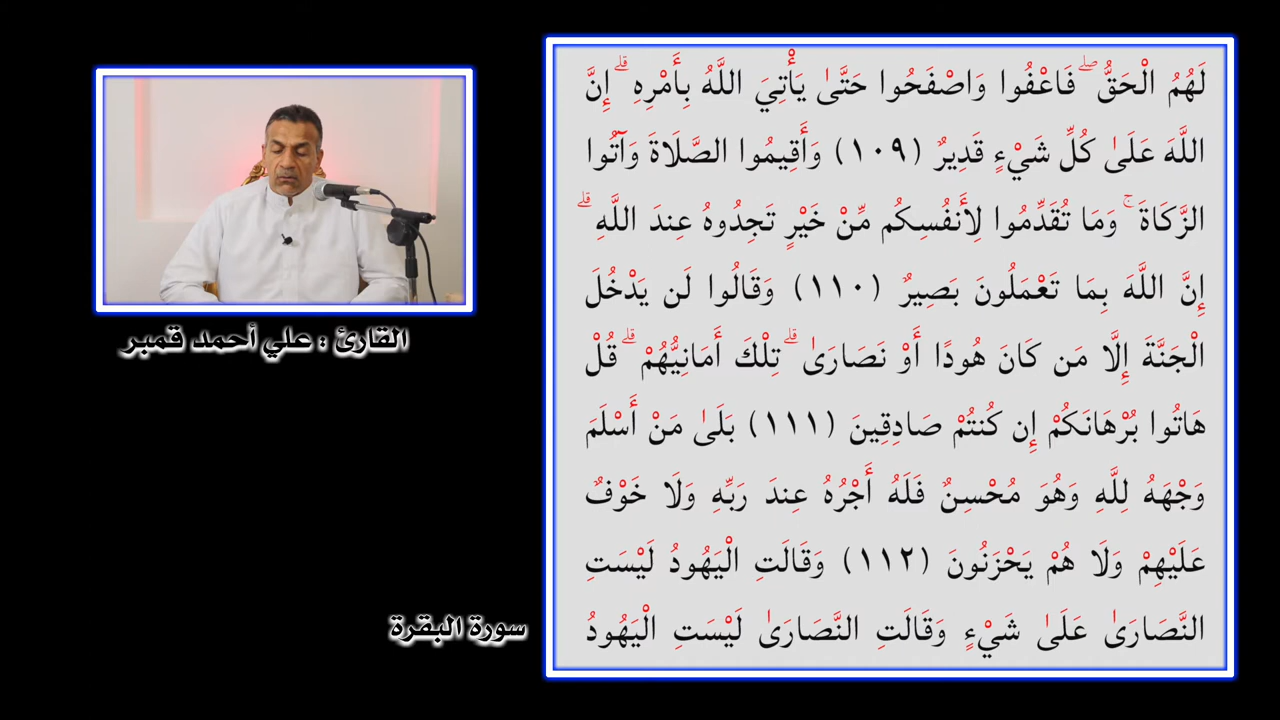 لَهُمُ الْحَقُّ ۖ فَاعْفُوا وَاصْفَحُوا حَتَّىٰ يَأْتِيَ اللَّهُ بِأَمْرِهِ ۗ إِنَّ
اللَّهَ عَلَىٰ كُلِّ شَيْءٍ قَدِيرٌ (١٠٩) وَأَقِيمُوا الصَّلَاةَ وَآتُوا
الزَّكَاةَ ۚ وَمَا تُقَدِّمُوا لِأَنفُسِكُم مِّنْ خَيْرٍ تَجِدُوهُ عِندَ اللَّهِ ۗ
إِنَّ اللَّهَ بِمَا تَعْمَلُونَ بَصِيرٌ (١١٠) وَقَالُوا لَن يَدْخُلَ
الْجَنَّةَ إِلَّا مَن كَانَ هُودًا أَوْ نَصَارَىٰ ۗ تِلْكَ أَمَانِيُّهُمْ ۗ قُلْ
هَاتُوا بُرْهَانَكُمْ إِن كُنتُمْ صَادِقِينَ (١١١) بَلَىٰ مَنْ أَسْلَمَ
وَجْهَهُ لِلَّهِ وَهُوَ مُحْسِنٌ فَلَهُ أَجْرُهُ عِندَ رَبِّهِ وَلَا خَوْفٌ
عَلَيْهِمْ وَلَا هُمْ يَحْزَنُونَ (١١٢) وَقَالَتِ الْيَهُودُ لَيْسَتِ
النَّصَارَىٰ عَلَىٰ شَيْءٍ وَقَالَتِ النَّصَارَىٰ لَيْسَتِ الْيَهُودُ
القارئ : علي أحمد قمبر
سورة البقرة